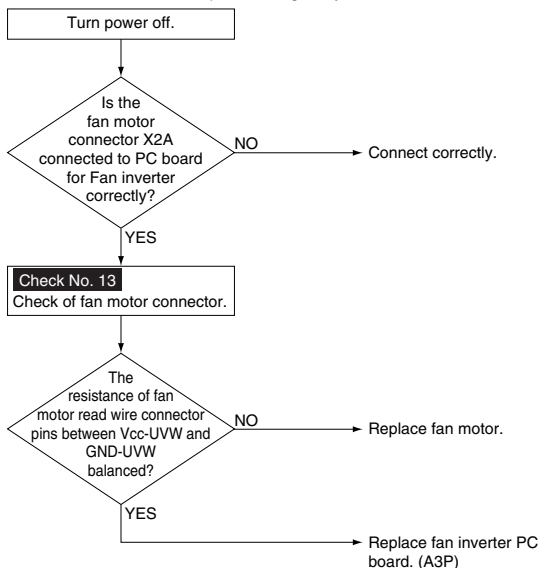 Turn power off.
Is the
fan motor
connector X2A
connected to PC board
for Fan inverter
correctly?
NO
Connect correctly.
YES
Check No. 13
Check of fan motor connector.
The
resistance of fan
motor read wire connector
pins between Vcc-UVW and
GND-UVW
balanced?
NO
Replace fan motor.
YES
Replace fan inverter PC
board. (A3P)